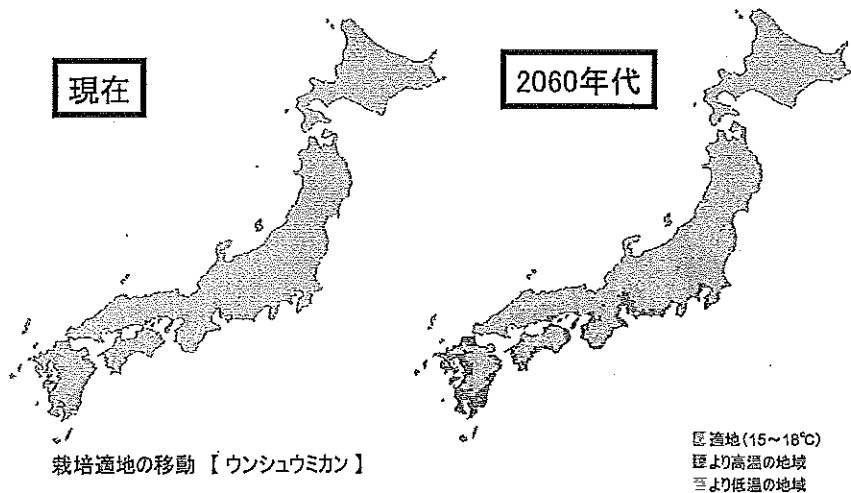 現在
2060年代
栽培適地の移動 【 ウンシュウミカン 】
適地(15~18℃)
より高温の地域
より低温の地域